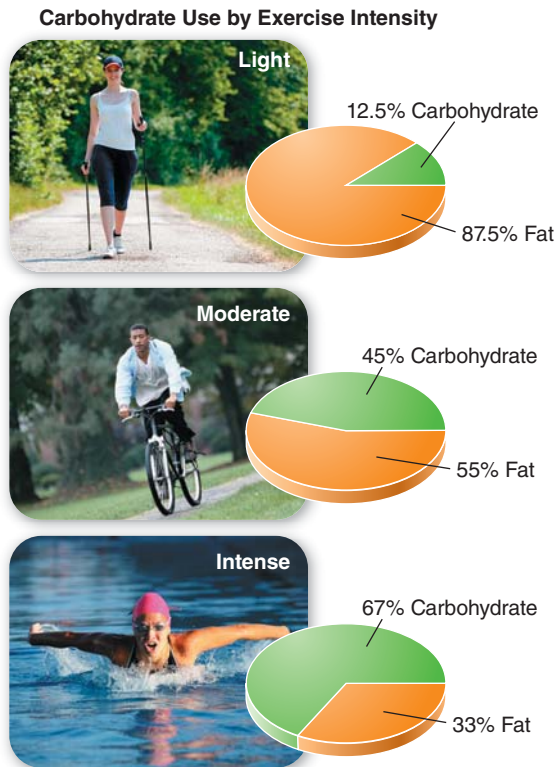 Carbohydrate Use by Exercise Intensity
Light
12.5% Carbohydrate
87.5% Fat
Moderate
45% Carbohydrate
55% Fat
Intense
67% Carbohydrate
33% Fat